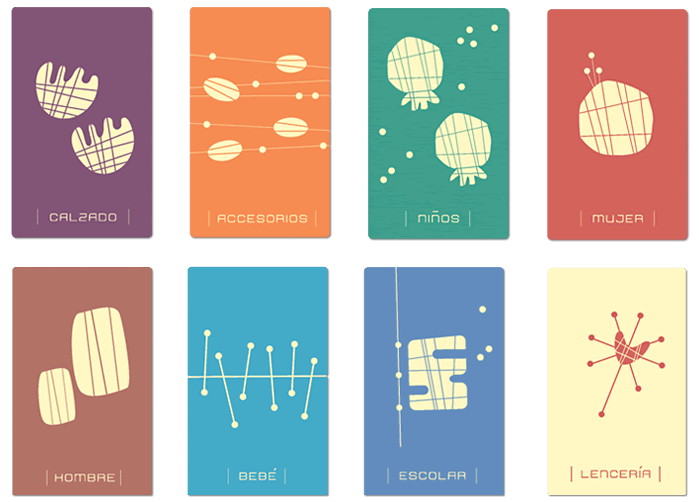 CALZADO
ACCESORIOS
NIÑOS
MUJER
HOMBRE
BEBÉ
ESCOLAR
LENCERÍA